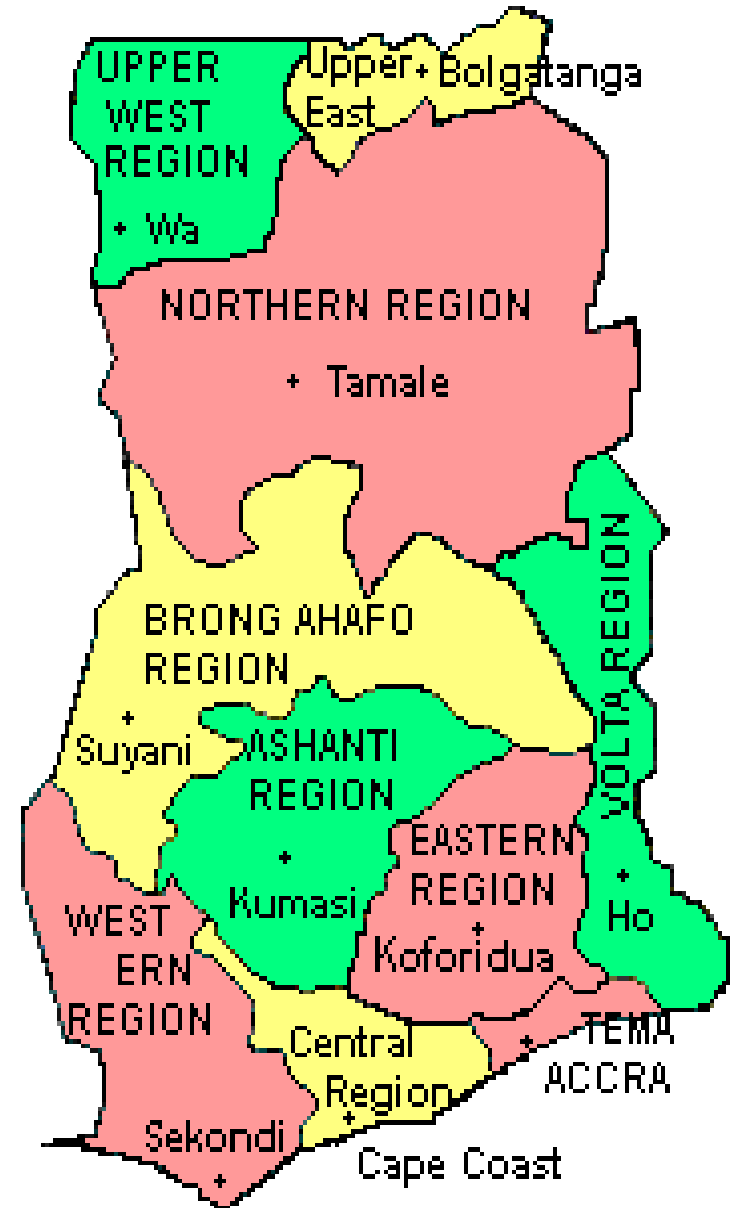 UPPER
WEST
REGION
Wa
Upper
East
Bolgatanga
NORTHERN REGION
Tamale
BRONG AHAFO
REGION
Suyani
ASHANTI
REGION
Kumasi
VOLTA REGION
Ho
EASTERN
REGION
Koforidua
WEST
ERN
REGION
Sekondi
Central
Region
Cape Coast
TEMA
ACCRA